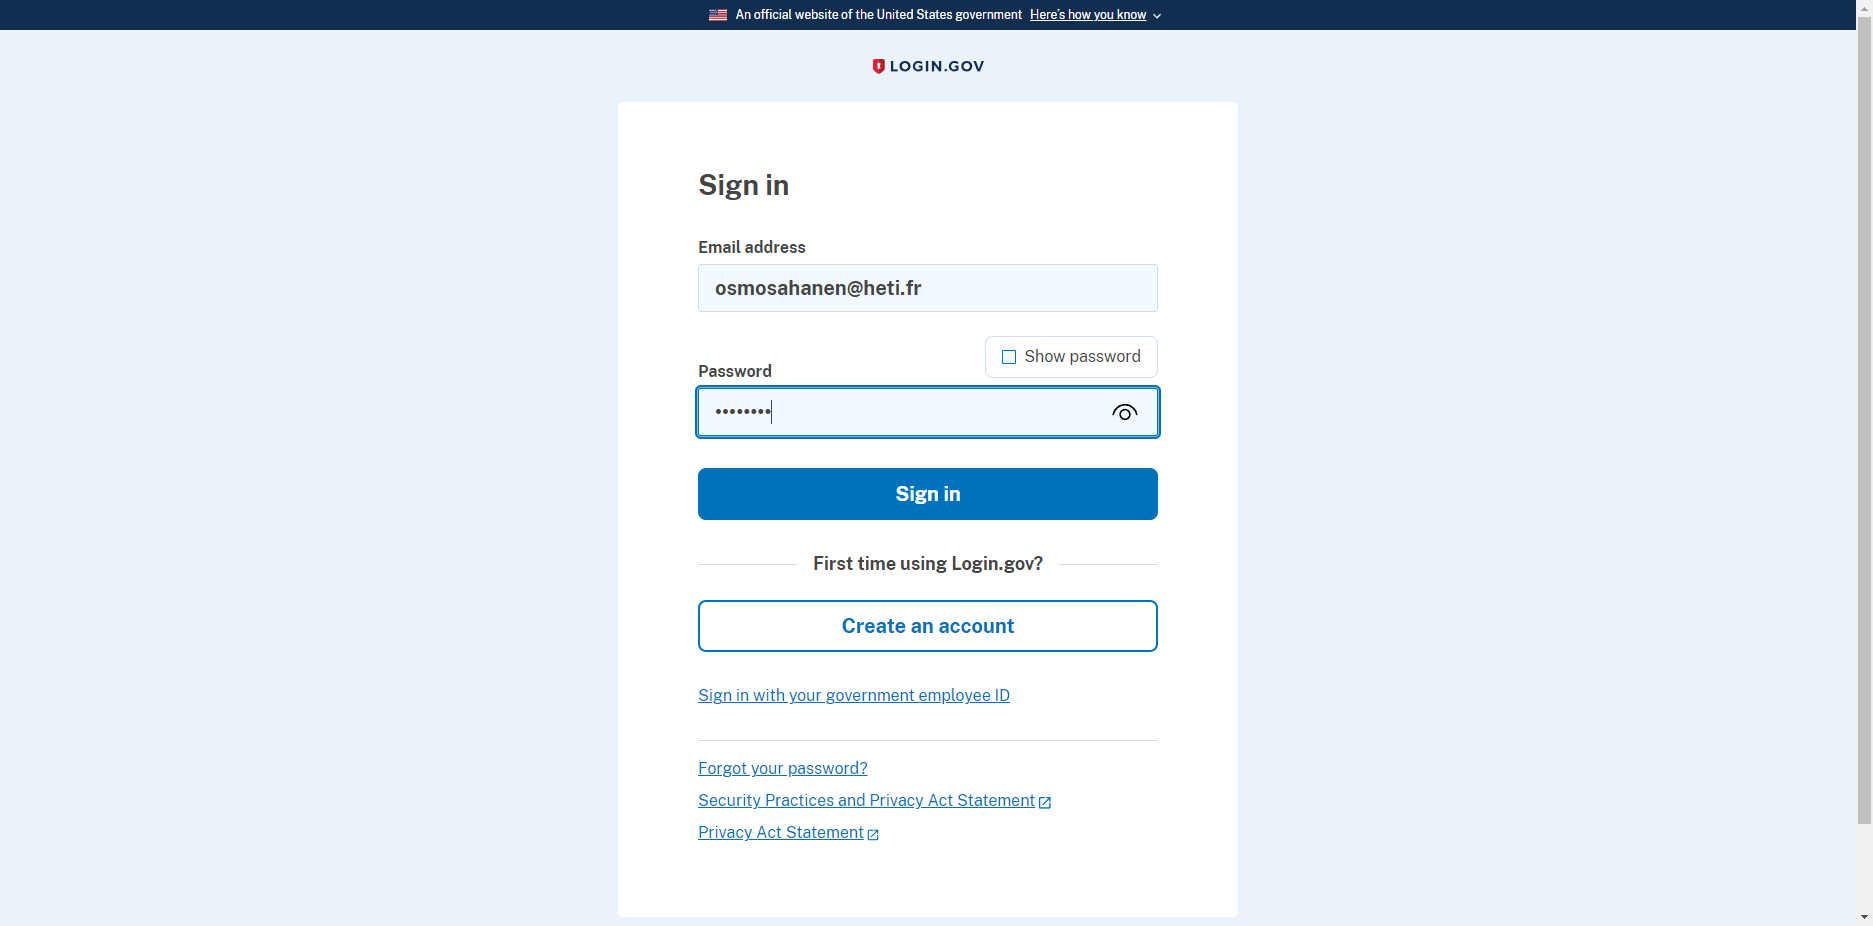 An official website of the United States government Here's how you know
LOGIN.GOV
Sign in
Email address
osmosahanen@heti.fr
Show password
Password
••••••••
Sign in
First time using Login.gov?
Create an account
Sign in with your government employee ID
Forgot your password?
Security Practices and Privacy Act Statement
Privacy Act Statement